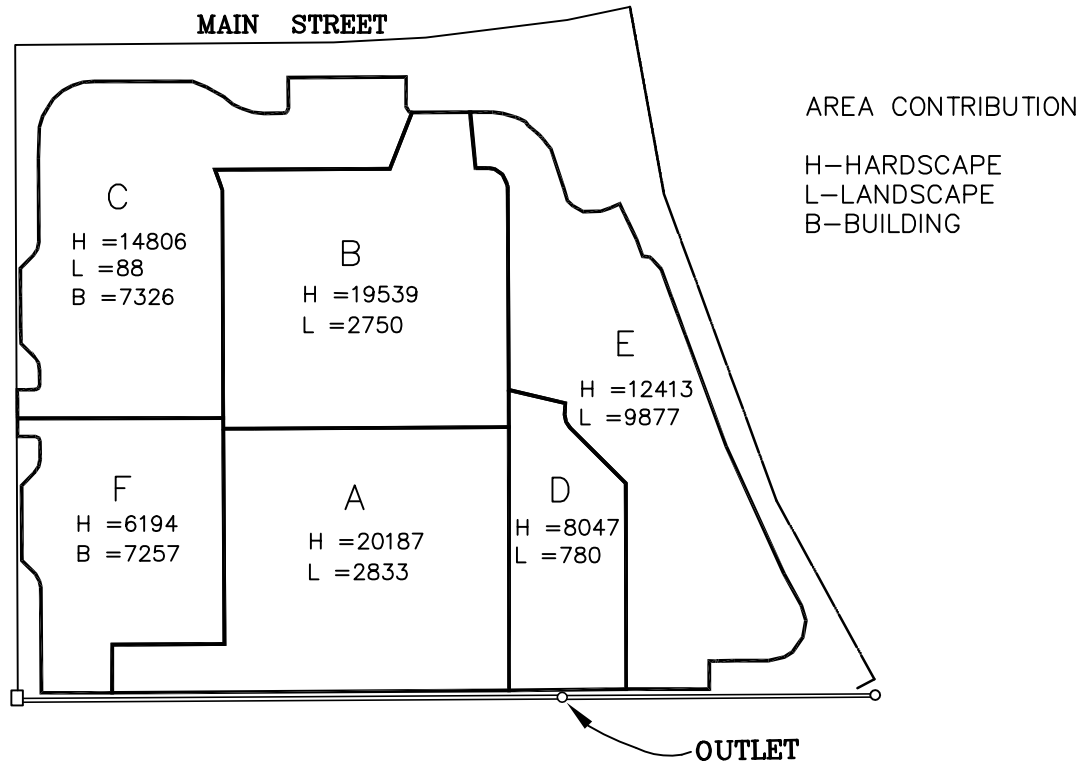 MAIN STREET
AREA CONTRIBUTION
H-HARDSCAPE
L-LANDSCAPE
B-BUILDING
C
H =14806
L =88
B =7326
B
H =19539
L =2750
E
H =12413
L =9877
F
H =6194
B =7257
A
H =20187
L =2833
D
H =8047
L =780
OUTLET